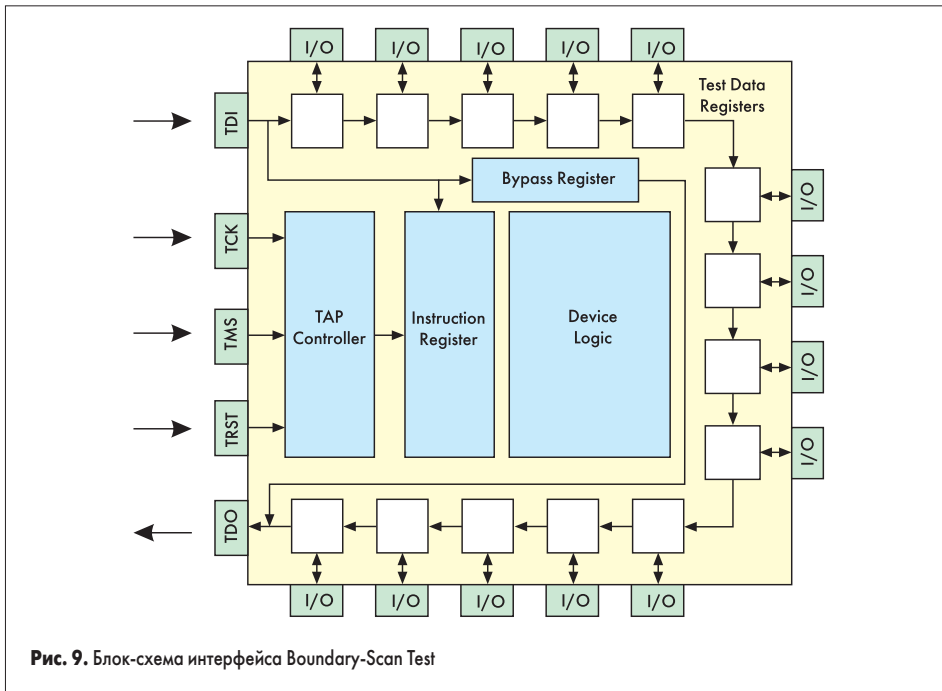 I/O I/O I/O I/O I/O
Test Data
Registers
TDI
Bypass Register
I/O
TCK
I/O
TAP
Controller
Instruction
Register
Device
Logic
TMS
I/O
TRST
I/O
TDO
I/O I/O I/O I/O I/O
Рис. 9. Блок-схема интерфейса Boundary-Scan Test